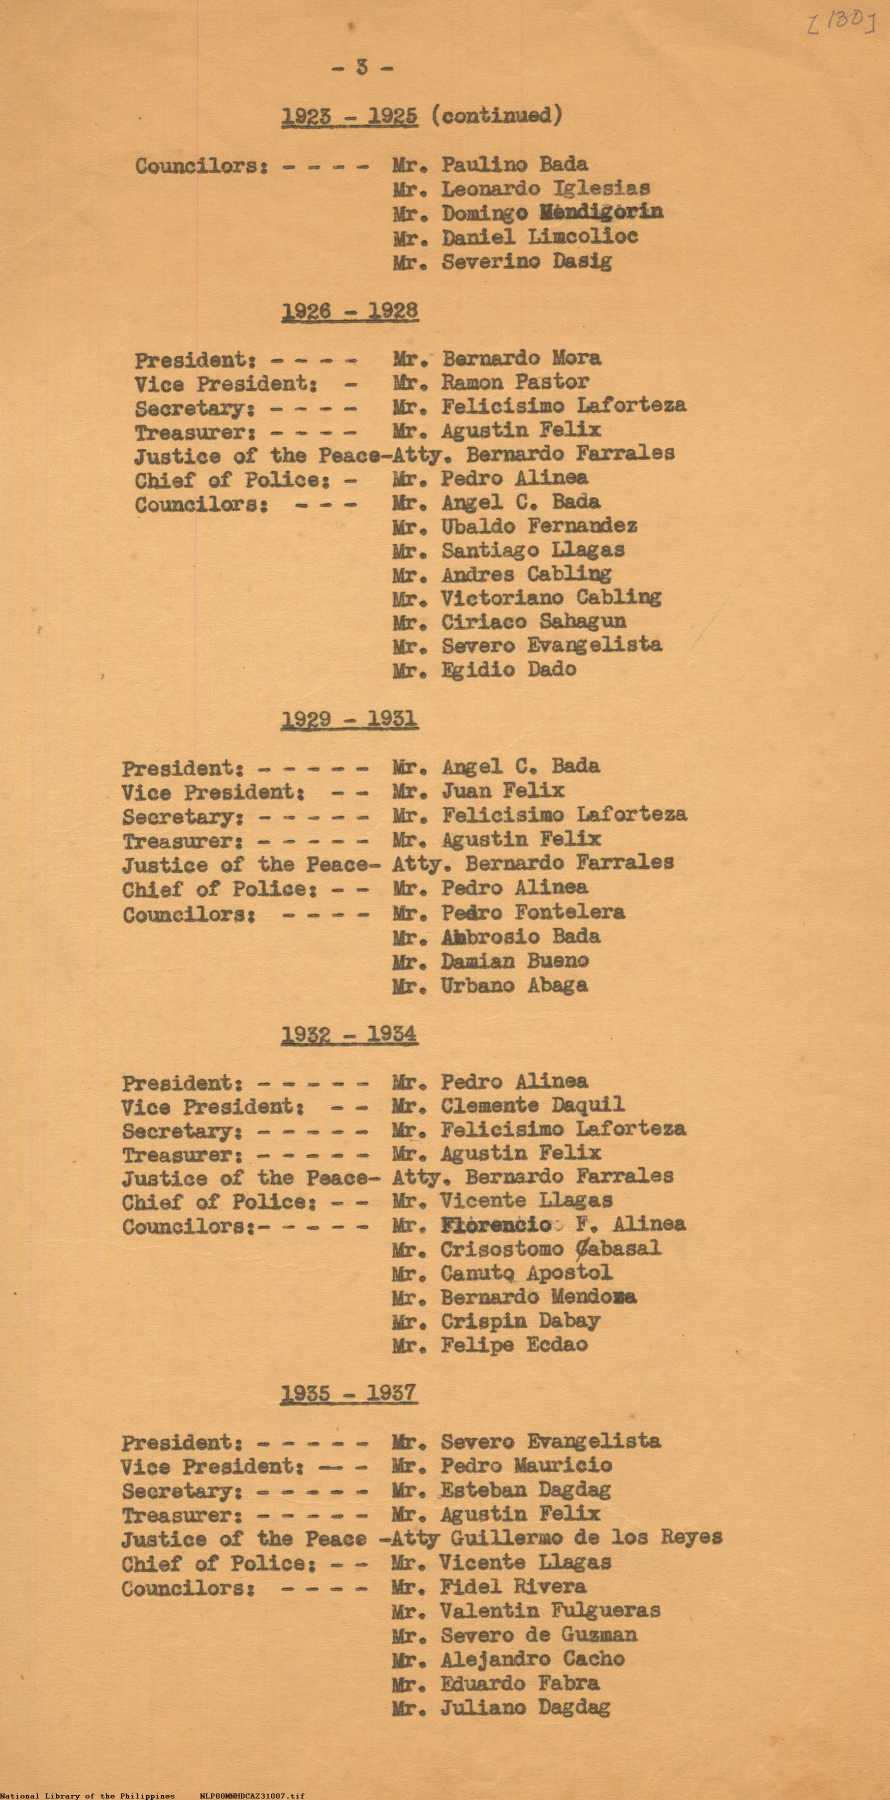 [130]
- 3 -
1923 - 1925 (continued)
Councilors: - - - - Mr. Paulino Bada
Mr. Leonardo Iglesias
Mr. Domingo Mendigorin
Mr. Daniel Limcolioc
Mr. Severino Dasig
1926 - 1928
President: - - - - Mr. Bernardo Mora
Vice President: - Mr. Ramon Pastor
Secretary: - - - - Mr. Felicisimo Laforteza
Treasurer: - - - - Mr. Agustin Felix
Justice of the Peace-Atty. Bernardo Farrales
Chief of Police: - Mr. Pedro Alinea
Councilors: - - - Mr. Angel C. Bada
Mr. Ubaldo Fernandez
Mr. Santiago Llagas
Mr. Andres Cabling
Mr. Victoriano Cabling
Mr. Ciriaco Sahagun
Mr. Severo Evangelista
Mr. Egidio Dado
1929 - 1931
President: - - - - - Mr. Angel C. Bada
Vice President: - - Mr. Juan Felix
Secretary: - - - - - Mr. Felicisimo Laforteza
Treasurer: - - - - - Mr. Agustin Felix
Justice of the Peace- Atty. Bernardo Farrales
Chief of Police: - - Mr. Pedro Alinea
Councilors: - - - - Mr. Pedro Fontelera
Mr. Ambrosio Bada
Mr. Damian Bueno
Mr. Urbano Abaga
1932 - 1934
President: - - - - - Mr. Pedro Alinea
Vice President: - - Mr. Clemente Daquil
Secretary: - - - - - Mr. Felicisimo Laforteza
Treasurer: - - - - - Mr. Agustin Felix
Justice of the Peace- Atty. Bernardo Farrales
Chief of Police: - - Mr. Vicente Llagas
Councilors:- - - - - Mr. Florencio F. Alinea
Mr. Crisostomo Cabasal
Mr. Canuto Apostol
Mr. Bernardo Mendoza
Mr. Crispin Dabay
Mr. Felipe Ecdao
1935 - 1937
President: - - - - - Mr. Severo Evangelista
Vice President: - - Mr. Pedro Mauricio
Secretary: - - - - - Mr. Esteban Dagdag
Treasurer: - - - - - Mr. Agustin Felix
Justice of the Peace -Atty Guillermo de los Reyes
Chief of Police: - - Mr. Vicente Llagas
Councilors: - - - - Mr. Fidel Rivera
Mr. Valentin Fulgueras
Mr. Severo de Guzman
Mr. Alejandro Cacho
Mr. Eduardo Fabra
Mr. Juliano Dagdag
National Library of the Philippines NLP00M00HDCAZ31007.tif